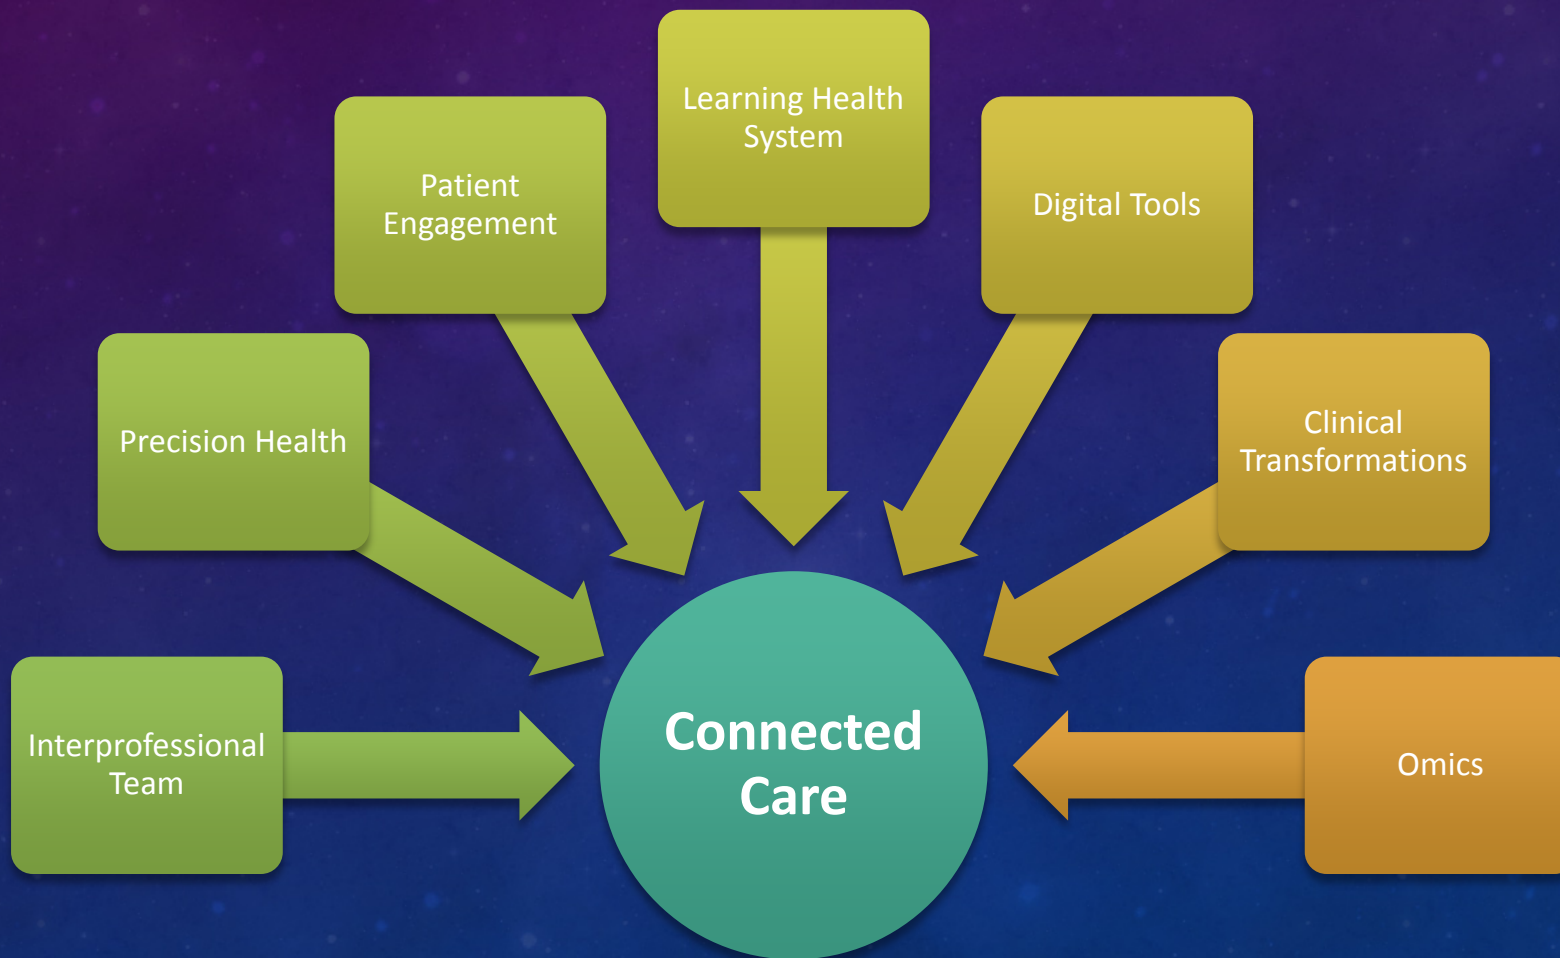 Learning Health
System
Patient
Engagement
Digital Tools
Precision Health
Clinical
Transformations
Interprofessional
Team
Connected
Care
Omics